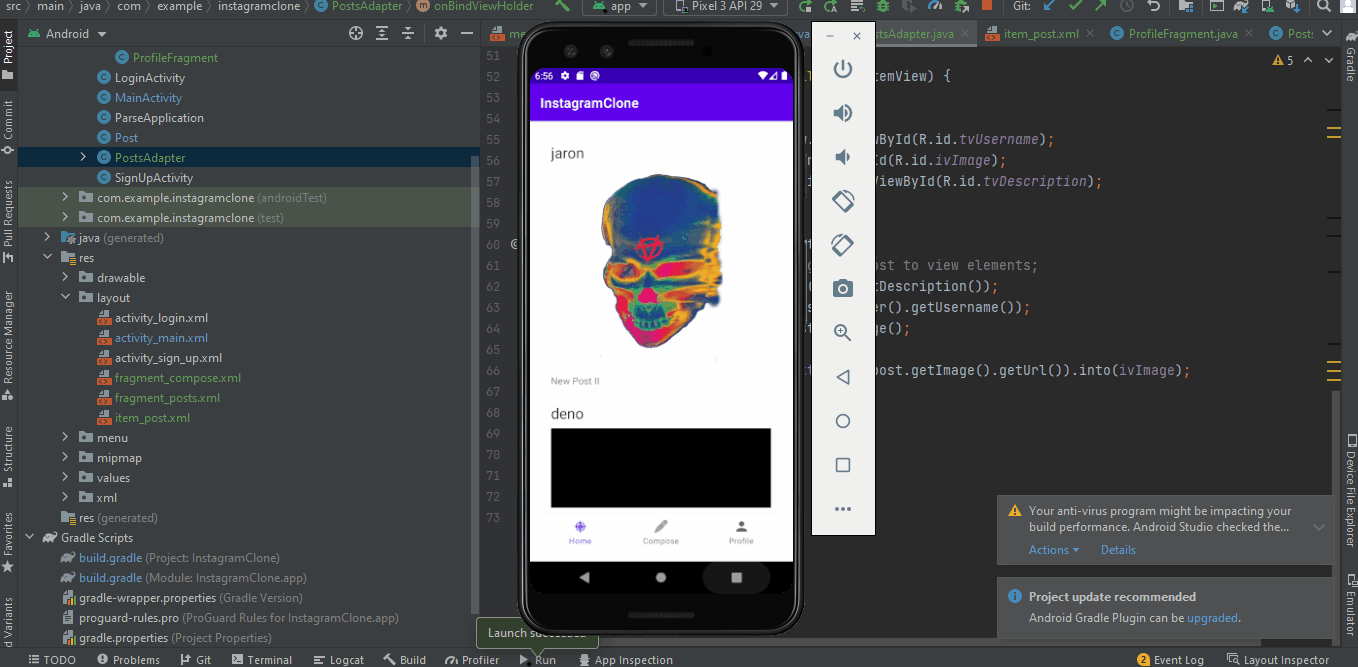 src main java com example instagramclone PostsAdapter onBindViewHolder app Pixel 3 API 29 Git:
Android
ProfileFragment
LoginActivity
MainActivity
ParseApplication
Post
PostsAdapter
SignUpActivity
com.example.instagramclone (androidTest)
com.example.instagramclone (test)
java (generated)
res
drawable
layout
activity_login.xml
activity_main.xml
activity_sign_up.xml
fragment_compose.xml
fragment_posts.xml
item_post.xml
menu
mipmap
values
xml
res (generated)
Gradle Scripts
build.gradle (Project: InstagramClone)
build.gradle (Module: InstagramClone.app)
gradle-wrapper.properties (Gradle Version)
proguard-rules.pro (ProGuard Rules for InstagramClone.app)
gradle.properties (Project Properties)
Project
Commit
Pull Requests
Resource Manager
Structure
Favorites
d Variants
me
stsAdapter.java
item_post.xml
ProfileFragment.java
Posts
51
52
53
54
55
56
57
58
59
60
61
62
63
64
65
66
67
68
69
70
71
72
73
temView) {
wById(R.id.tvUsername);
Id(R.id.ivImage);
ViewById(R.id.tvDescription);
ost to view elements;
tDescription());
er().getUsername());
ge();
post.getImage().getUrl()).into(ivImage);
5
6:56
InstagramClone
jaron
New Post II
deno
Home
Compose
Profile
Your anti-virus program might be impacting your
build performance. Android Studio checked the...
Actions
Details
Project update recommended
Android Gradle Plugin can be upgraded.
Gradle
Device File Explorer
Emulator
Launch succeeded
TODO
Problems
Git
Terminal
Logcat
Build
Profiler
Run
App Inspection
2 Event Log
Layout Inspector